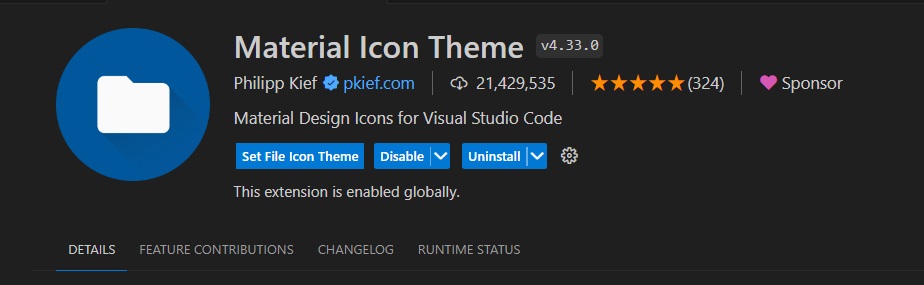 Material Icon Theme v4.33.0
Philipp Kief pkief.com 21,429,535 (324) Sponsor
Material Design Icons for Visual Studio Code
Set File Icon Theme Disable Uninstall
This extension is enabled globally.
DETAILS FEATURE CONTRIBUTIONS CHANGELOG RUNTIME STATUS